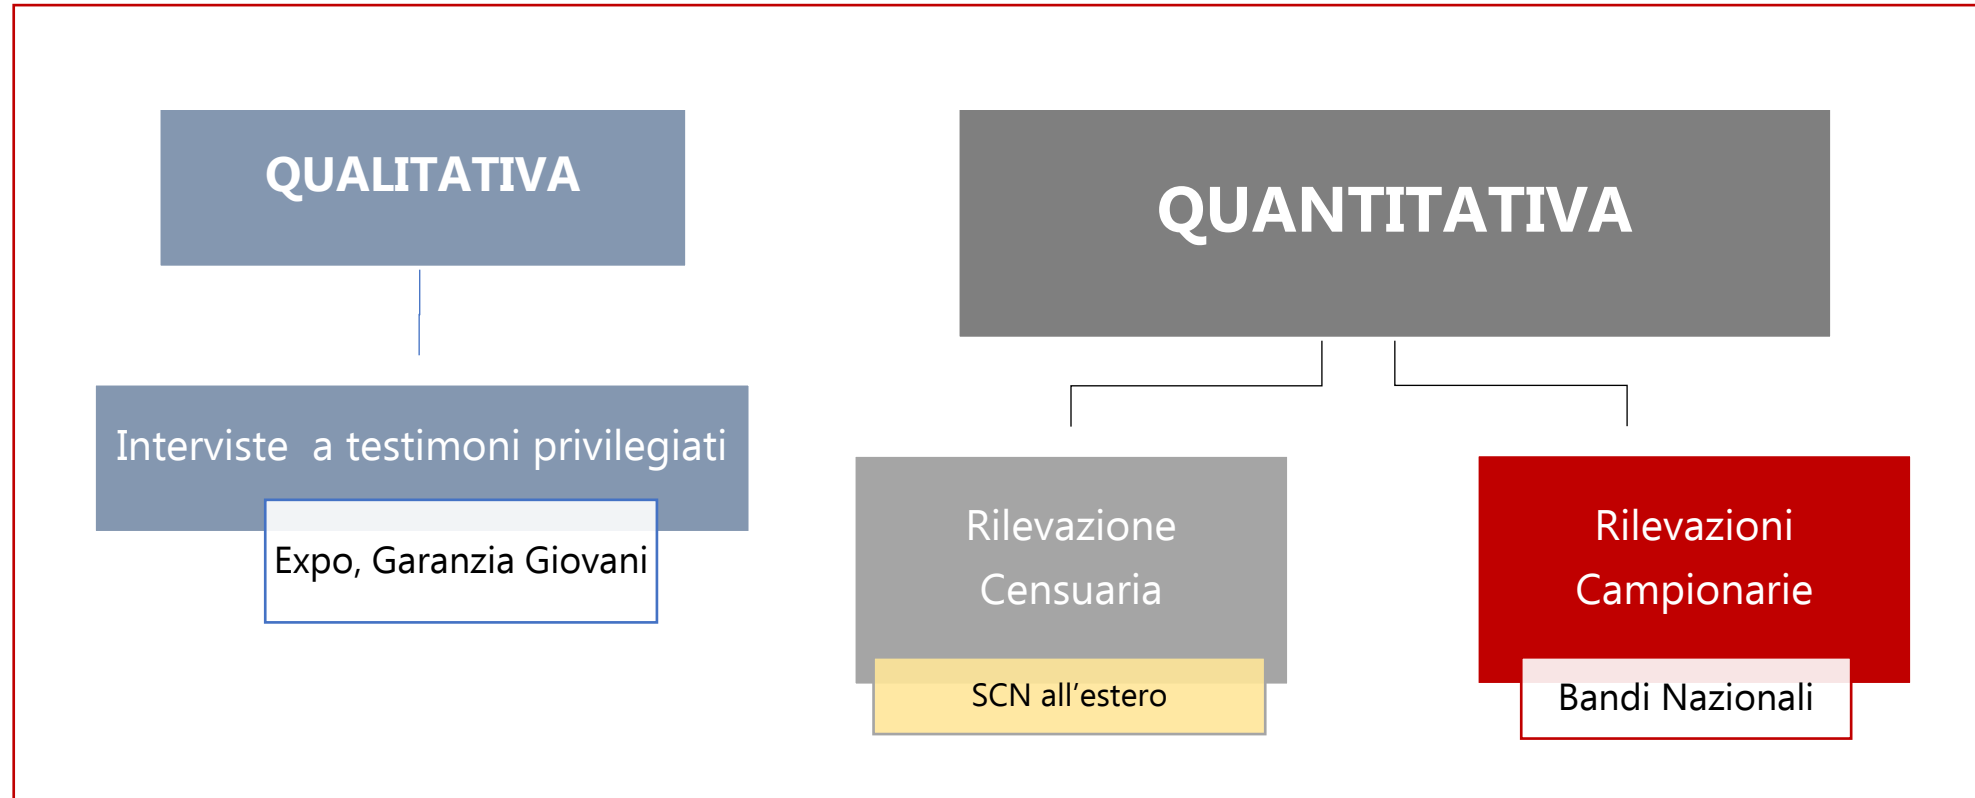 QUALITATIVA
Interviste  a testimoni privilegiati
Expo, Garanzia Giovani
QUANTITATIVA
Rilevazione
Censuaria
SCN all’estero
Rilevazioni
Campionarie
Bandi Nazionali